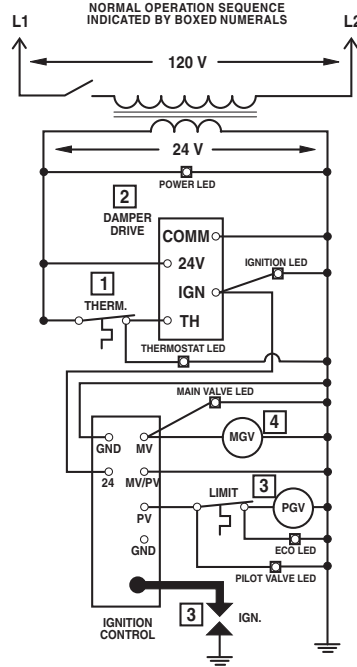 NORMAL OPERATION SEQUENCE
INDICATED BY BOXED NUMERALS
L1
L2
120 V
24 V
POWER LED
2
DAMPER
DRIVE
COMM
24V
IGNITION LED
1
IGN
THERM.
TH
THERMOSTAT LED
MAIN VALVE LED
4
GND
MV
MGV
24
MV/PV
LIMIT
3
PV
PGV
GND
ECO LED
PILOT VALVE LED
3
IGN.
IGNITION
CONTROL